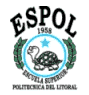 ESPOL
1958
ESCUELA SUPERIOR
POLITECNICA DEL LITORAL